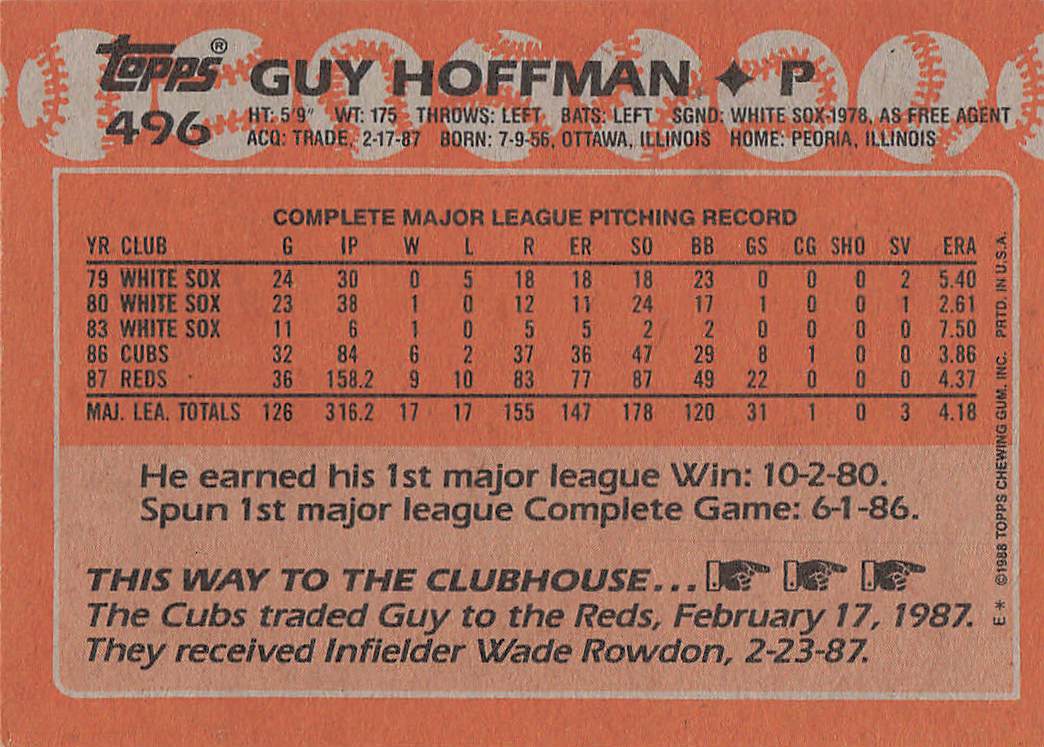 topps®
496
GUY HOFFMAN ✦ P
HT: 5'9" WT: 175 THROWS: LEFT BATS: LEFT SGND: WHITE SOX-1978, AS FREE AGENT
ACQ: TRADE, 2-17-87 BORN: 7-9-56, OTTAWA, ILLINOIS HOME: PEORIA, ILLINOIS
COMPLETE MAJOR LEAGUE PITCHING RECORD
YR CLUB G IP W L R ER SO BB GS CG SHO SV ERA
79 WHITE SOX 24 30 0 5 18 18 18 23 0 0 0 2 5.40
80 WHITE SOX 23 38 1 0 12 11 24 17 1 0 0 1 2.61
83 WHITE SOX 11 6 1 0 5 5 2 2 0 0 0 0 7.50
86 CUBS 32 84 6 2 37 36 47 29 8 1 0 0 3.86
87 REDS 36 158.2 9 10 83 77 87 49 22 0 0 0 4.37
MAJ. LEA. TOTALS 126 316.2 17 17 155 147 178 120 31 1 0 3 4.18
He earned his 1st major league Win: 10-2-80.
Spun 1st major league Complete Game: 6-1-86.
THIS WAY TO THE CLUBHOUSE...
The Cubs traded Guy to the Reds, February 17, 1987.
They received Infielder Wade Rowdon, 2-23-87.
E* ©1988 TOPPS CHEWING GUM, INC. PRTD. IN U.S.A.